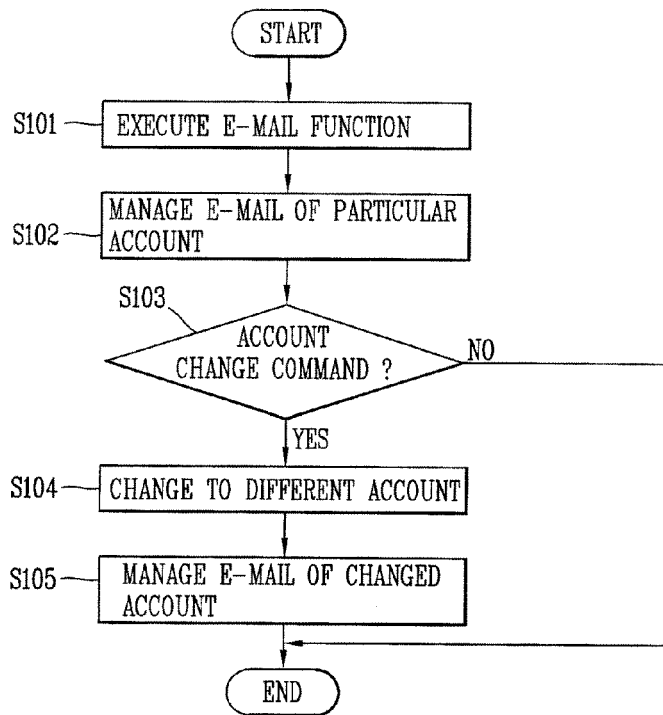 START
S101
EXECUTE E-MAIL FUNCTION
S102
MANAGE E-MAIL OF PARTICULAR
ACCOUNT
S103
ACCOUNT
CHANGE COMMAND ?
NO
YES
S104
CHANGE TO DIFFERENT ACCOUNT
S105
MANAGE E-MAIL OF CHANGED
ACCOUNT
END